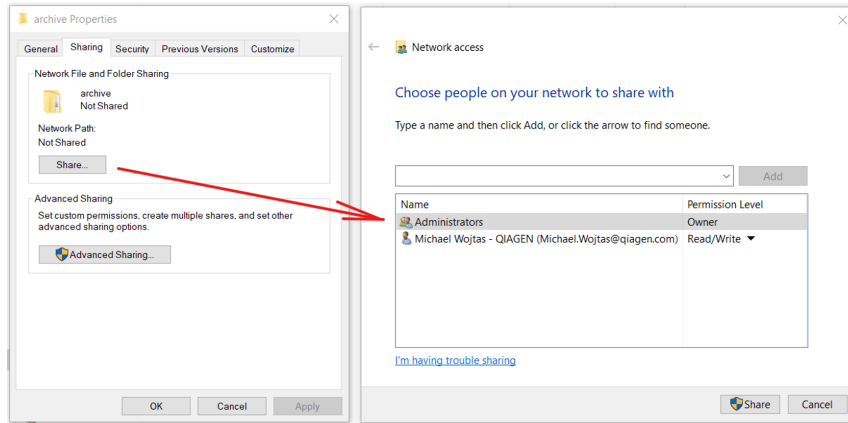 archive Properties
General Sharing Security Previous Versions Customize
Network File and Folder Sharing
archive
Not Shared
Network Path:
Not Shared
Share...
Advanced Sharing
Set custom permissions, create multiple shares, and set other
advanced sharing options.
Advanced Sharing...
OK Cancel Apply
Network access
Choose people on your network to share with
Type a name and then click Add, or click the arrow to find someone.
Add
Name Permission Level
Administrators Owner
Michael Wojtas - QIAGEN (Michael.Wojtas@qiagen.com) Read/Write
I'm having trouble sharing
Share Cancel